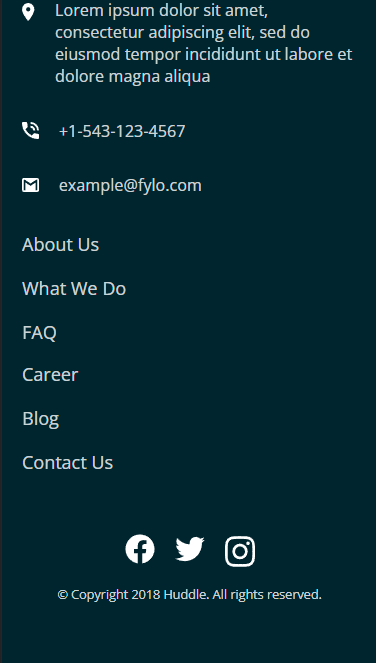 Lorem ipsum dolor sit amet,
consectetur adipiscing elit, sed do
eiusmod tempor incididunt ut labore et
dolore magna aliqua
+1-543-123-4567
example@fylo.com
About Us
What We Do
FAQ
Career
Blog
Contact Us
© Copyright 2018 Huddle. All rights reserved.